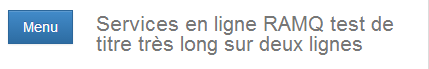 Menu
Services en ligne RAMQ test de
titre très long sur deux lignes